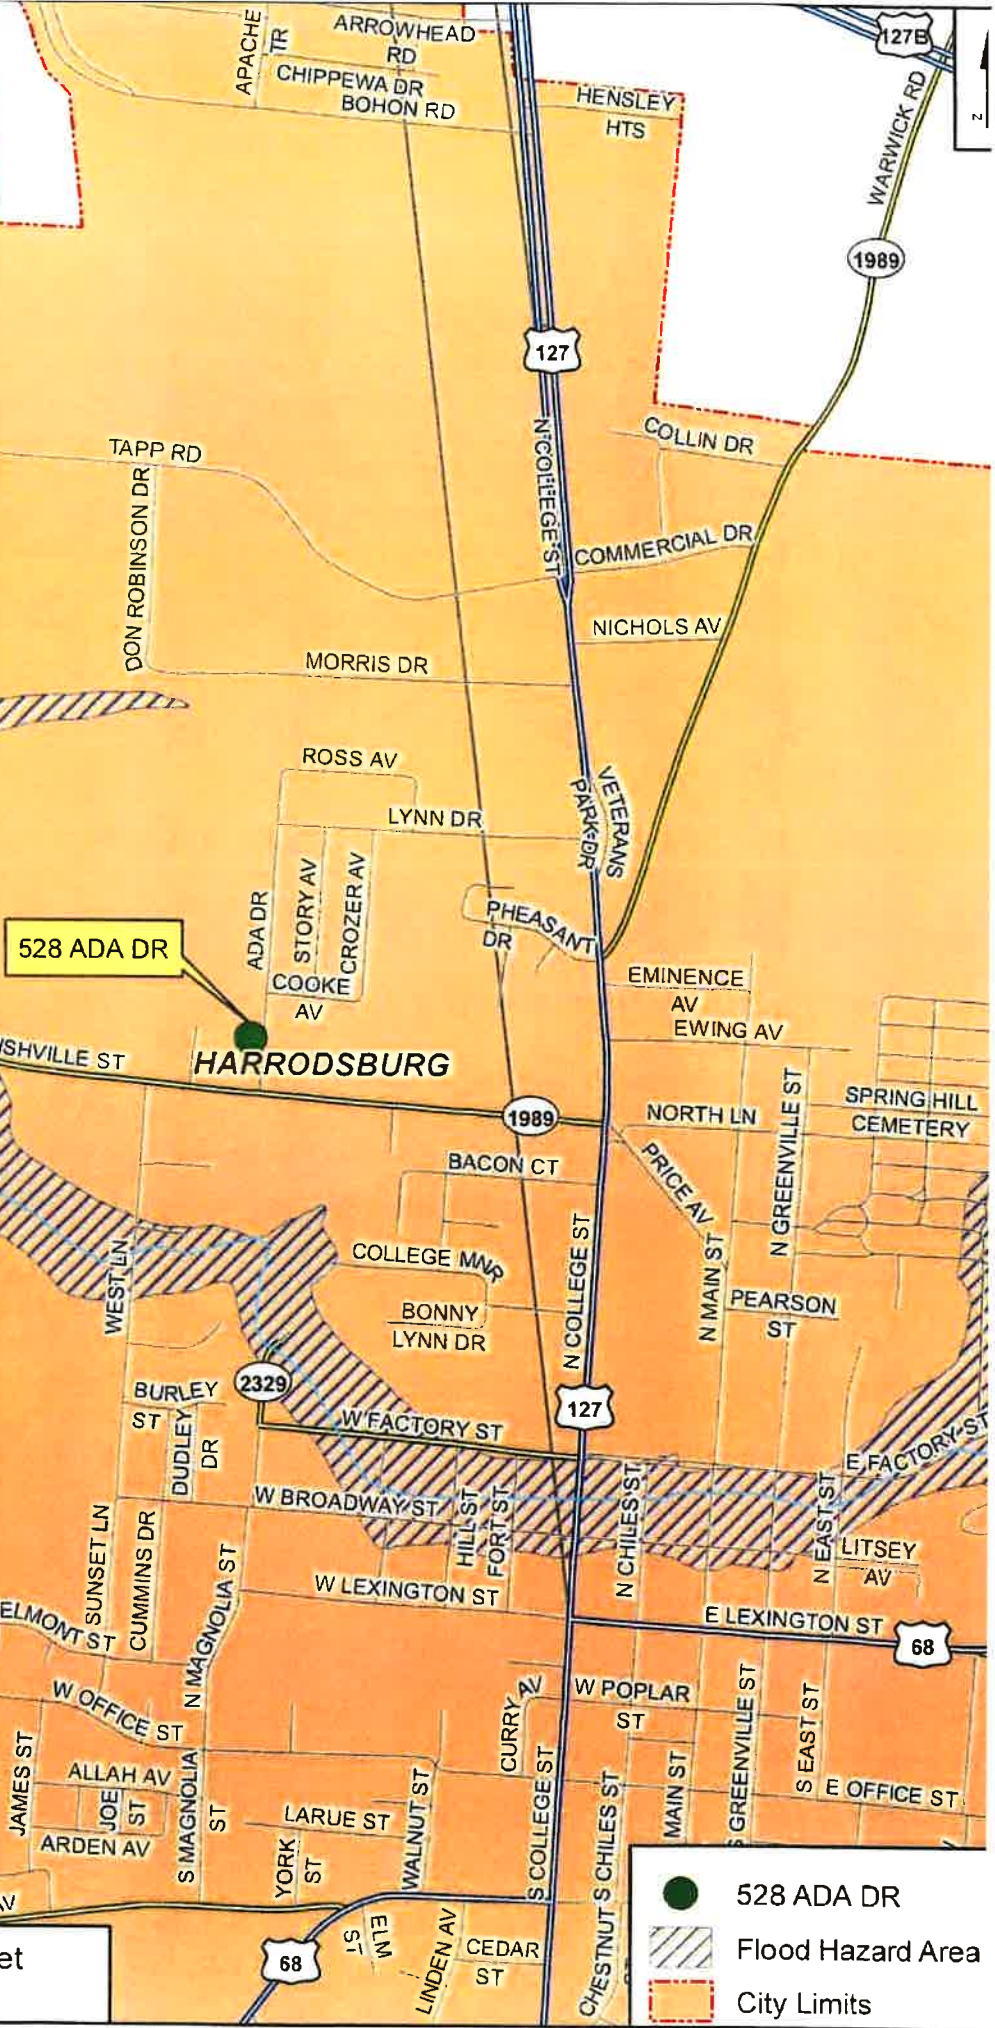 ARROWHEAD
RD
APACHE
TR
CHIPPEWA DR
BOHON RD
HENSLEY
HTS
127B
WARWICK RD
N
1989
127
N COLLEGE ST
COLLIN DR
TAPP RD
DON ROBINSON DR
COMMERCIAL DR
NICHOLS AV
MORRIS DR
ROSS AV
LYNN DR
VETERANS
PARK DR
STORY AV
CROZER AV
ADA DR
PHEASANT
DR
528 ADA DR
COOKE
AV
EMINENCE
AV
EWING AV
ISHVILLE ST
HARRODSBURG
1989
NORTH LN
SPRING HILL
CEMETERY
N GREENVILLE ST
BACON CT
PRICE AV
COLLEGE MNR
N COLLEGE ST
WEST LN
N MAIN ST
BONNY
LYNN DR
PEARSON
ST
2329
BURLEY
ST
DUDLEY
DR
127
W FACTORY ST
E FACTORY ST
W BROADWAY ST
HILL ST
FORT ST
N CHILES ST
N EAST ST
LITSEY
AV
SUNSET LN
CUMMINS DR
N MAGNOLIA ST
W LEXINGTON ST
E LEXINGTON ST
68
ELMONT ST
W OFFICE ST
CURRY AV
W POPLAR
ST
S GREENVILLE ST
S EAST ST
JAMES ST
ALLAH AV
JOE
ST
ARDEN AV
S MAGNOLIA
ST
LARUE ST
YORK
ST
WALNUT ST
S COLLEGE ST
S CHILES ST
MAIN ST
E OFFICE ST
AV
ELM
ST
LINDEN AV
CEDAR
ST
CHESTNUT
68
et
528 ADA DR
Flood Hazard Area
City Limits